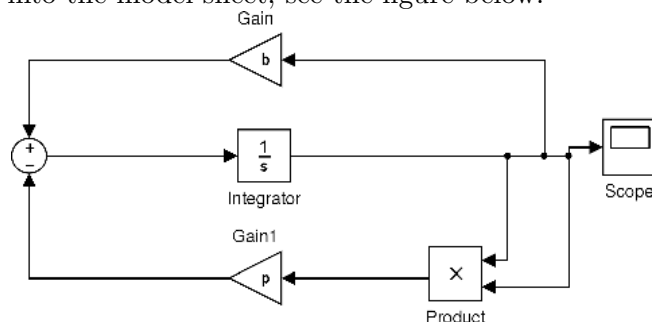 into the model sheet, see the figure below.
Gain
b
+
−
1
s
Integrator
Scope
Gain1
p
×
Product